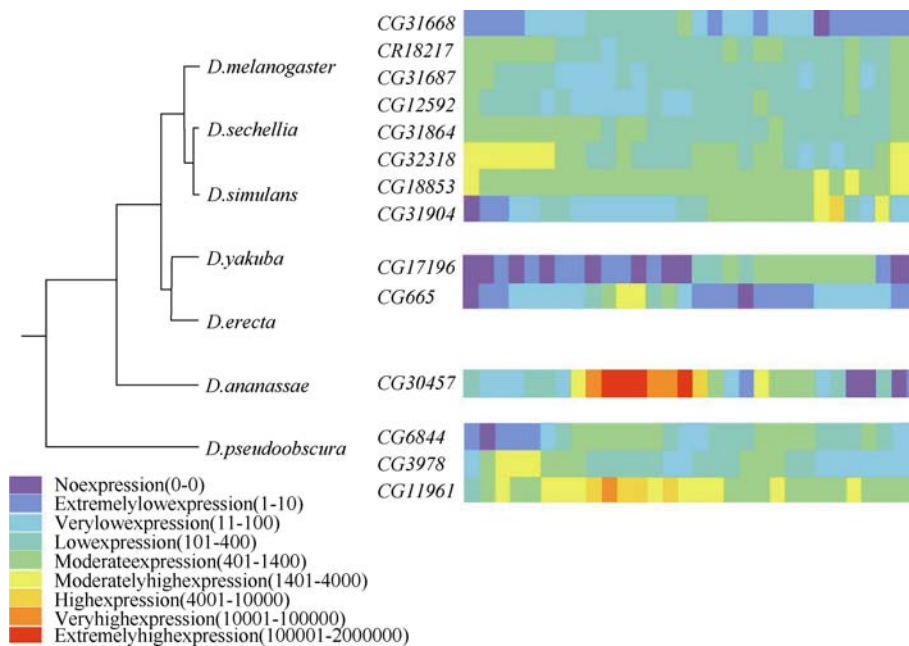 CG31668
CR18217
D.melanogaster
CG31687
CG12592
D.sechellia
CG31864
CG32318
D.simulans
CG18853
CG31904
D.yakuba
CG17196
CG665
D.erecta
D.ananassae
CG30457
CG6844
D.pseudoobscura
CG3978
CG11961
Noexpression(0-0)
Extremelylowexpression(1-10)
Verylowexpression(11-100)
Lowexpression(101-400)
Moderateexpression(401-1400)
Moderatelyhighexpression(1401-4000)
Highexpression(4001-10000)
Veryhighexpression(10001-100000)
Extremelyhighexpression(100001-2000000)